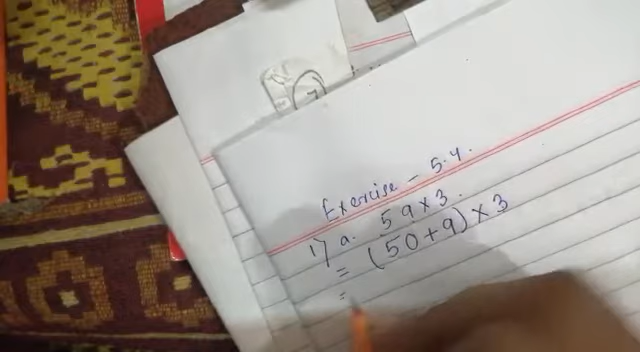 Exercise - 5.4.
1) a. 59 × 3.
= (50+9) × 3
=